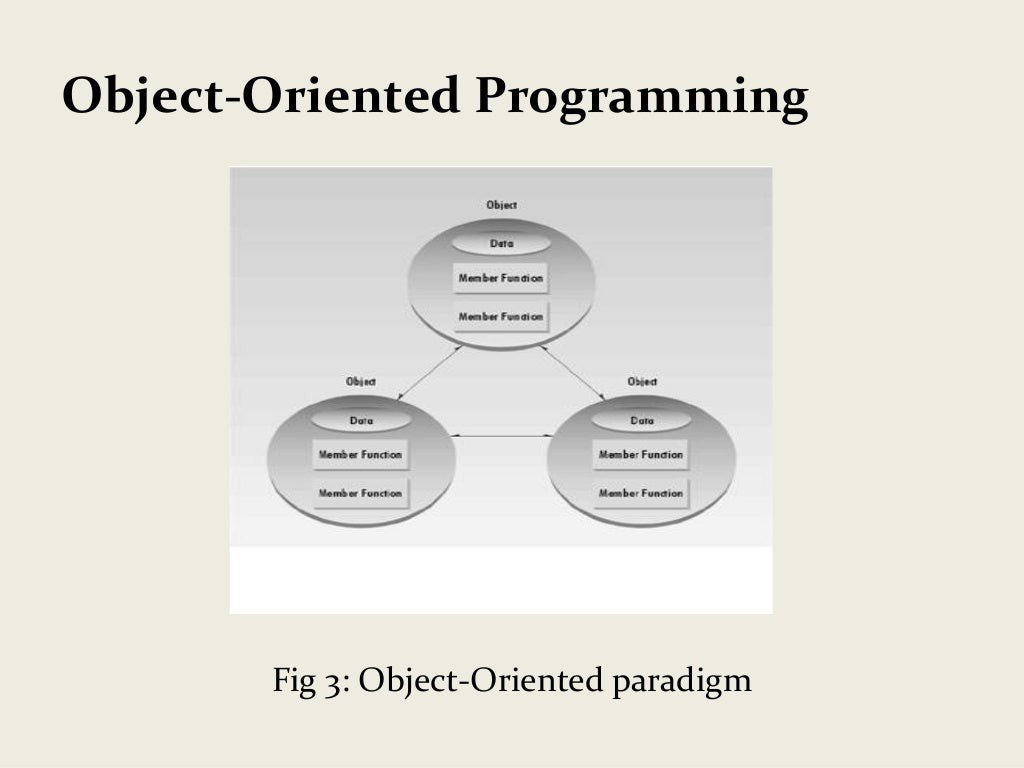 Object-Oriented Programming
Object
Data
Member Function
Member Function
Object
Object
Data
Data
Member Function
Member Function
Member Function
Member Function
Fig 3: Object-Oriented paradigm